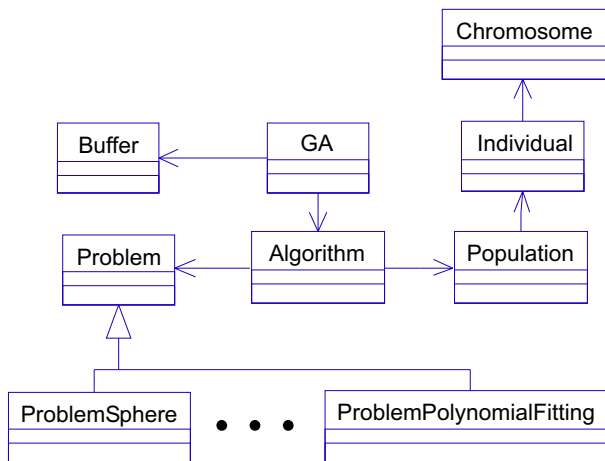 Chromosome
Buffer
GA
Individual
Problem
Algorithm
Population
ProblemSphere
• • •
ProblemPolynomialFitting